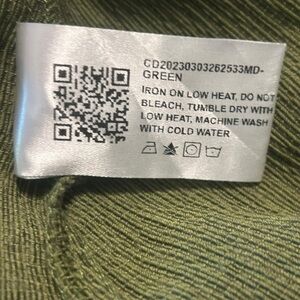 CD20230303262533MD-
GREEN
IRON ON LOW HEAT, DO NOT
BLEACH, TUMBLE DRY WITH
LOW HEAT, MACHINE WASH
WITH COLD WATER